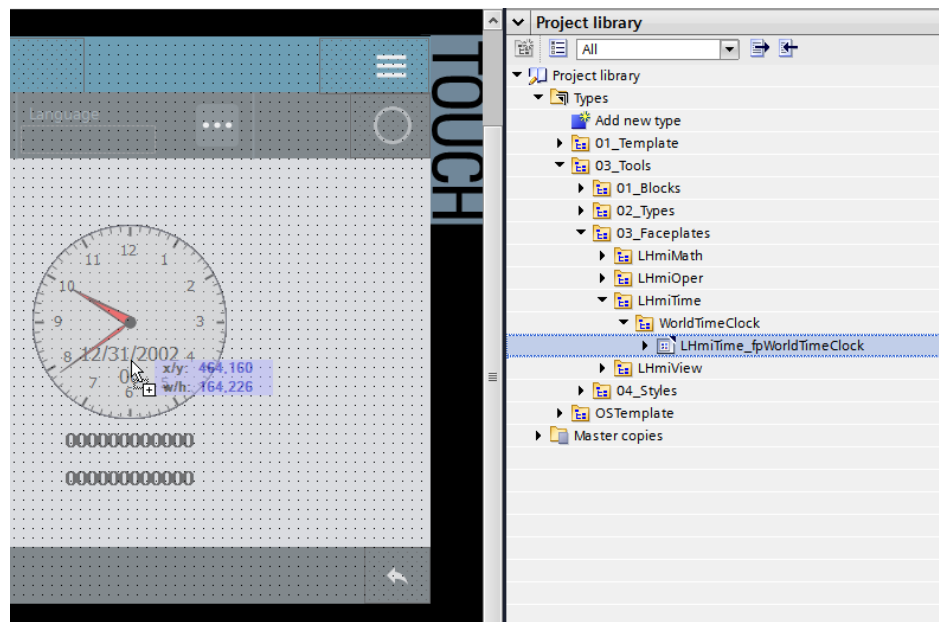 Language
•••
TOUCH
12
11
1
10
2
9
3
12/31/2002
8
4
7
6
x/y: 464,160
w/h: 164,226
000000000000
000000000000
Project library
All
Project library
Types
Add new type
01_Template
03_Tools
01_Blocks
02_Types
03_Faceplates
LHmiMath
LHmiOper
LHmiTime
WorldTimeClock
LHmiTime_fpWorldTimeClock
LHmiView
04_Styles
OSTemplate
Master copies